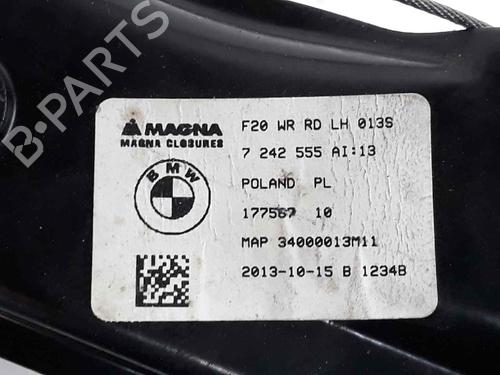 MAGNA
MAGNA CLOSURES
BMW
F20 WR RD LH 013S
7 242 555 AI:13
POLAND PL
177567 10
MAP 34000013M11
2013-10-15 B 1234B
B-PARTS